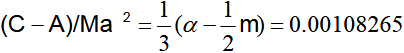 (C – A)/Ma ² = 1/3 (α – 1/2 m) = 0.00108265